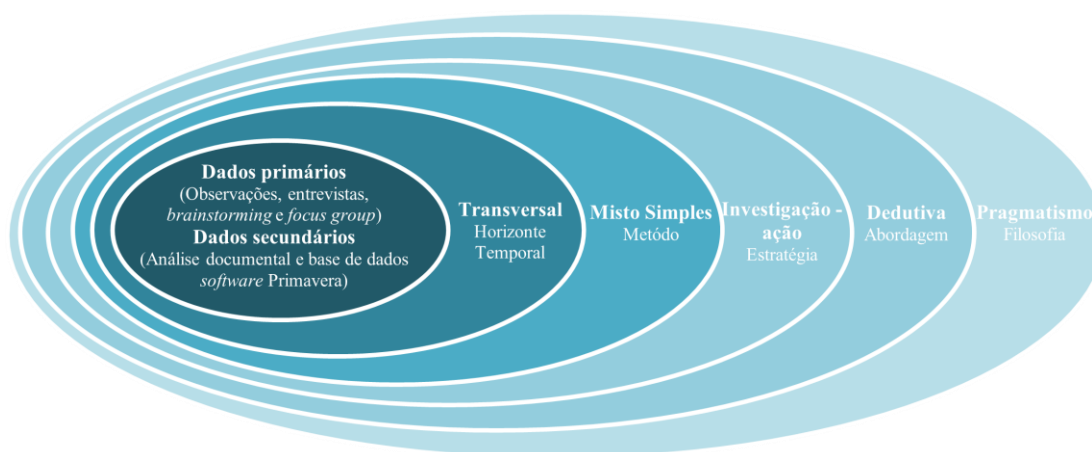 Dados primários
(Observações, entrevistas,
brainstorming e focus group)
Dados secundários
(Análise documental e base de dados
software Primavera)
Transversal
Horizonte
Temporal
Misto Simples
Metódo
Investigação -
ação
Estratégia
Dedutiva
Abordagem
Pragmatismo
Filosofia